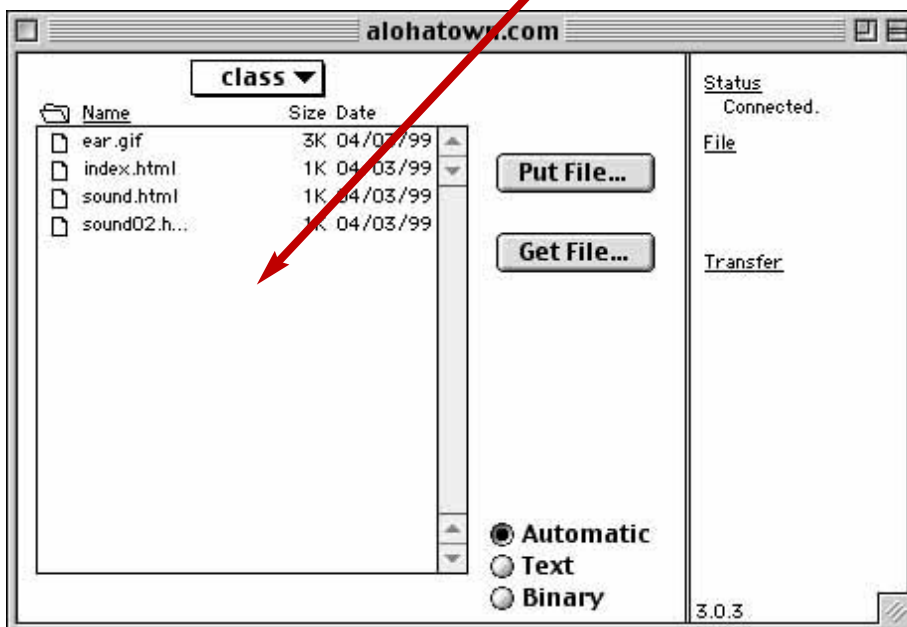 alohatown.com
class
Name Size Date
ear.gif 3K 04/03/99
index.html 1K 04/03/99
sound.html 1K 04/03/99
sound02.h... 1K 04/03/99
Put File...
Get File...
Automatic
Text
Binary
Status
Connected.
File
Transfer
3.0.3